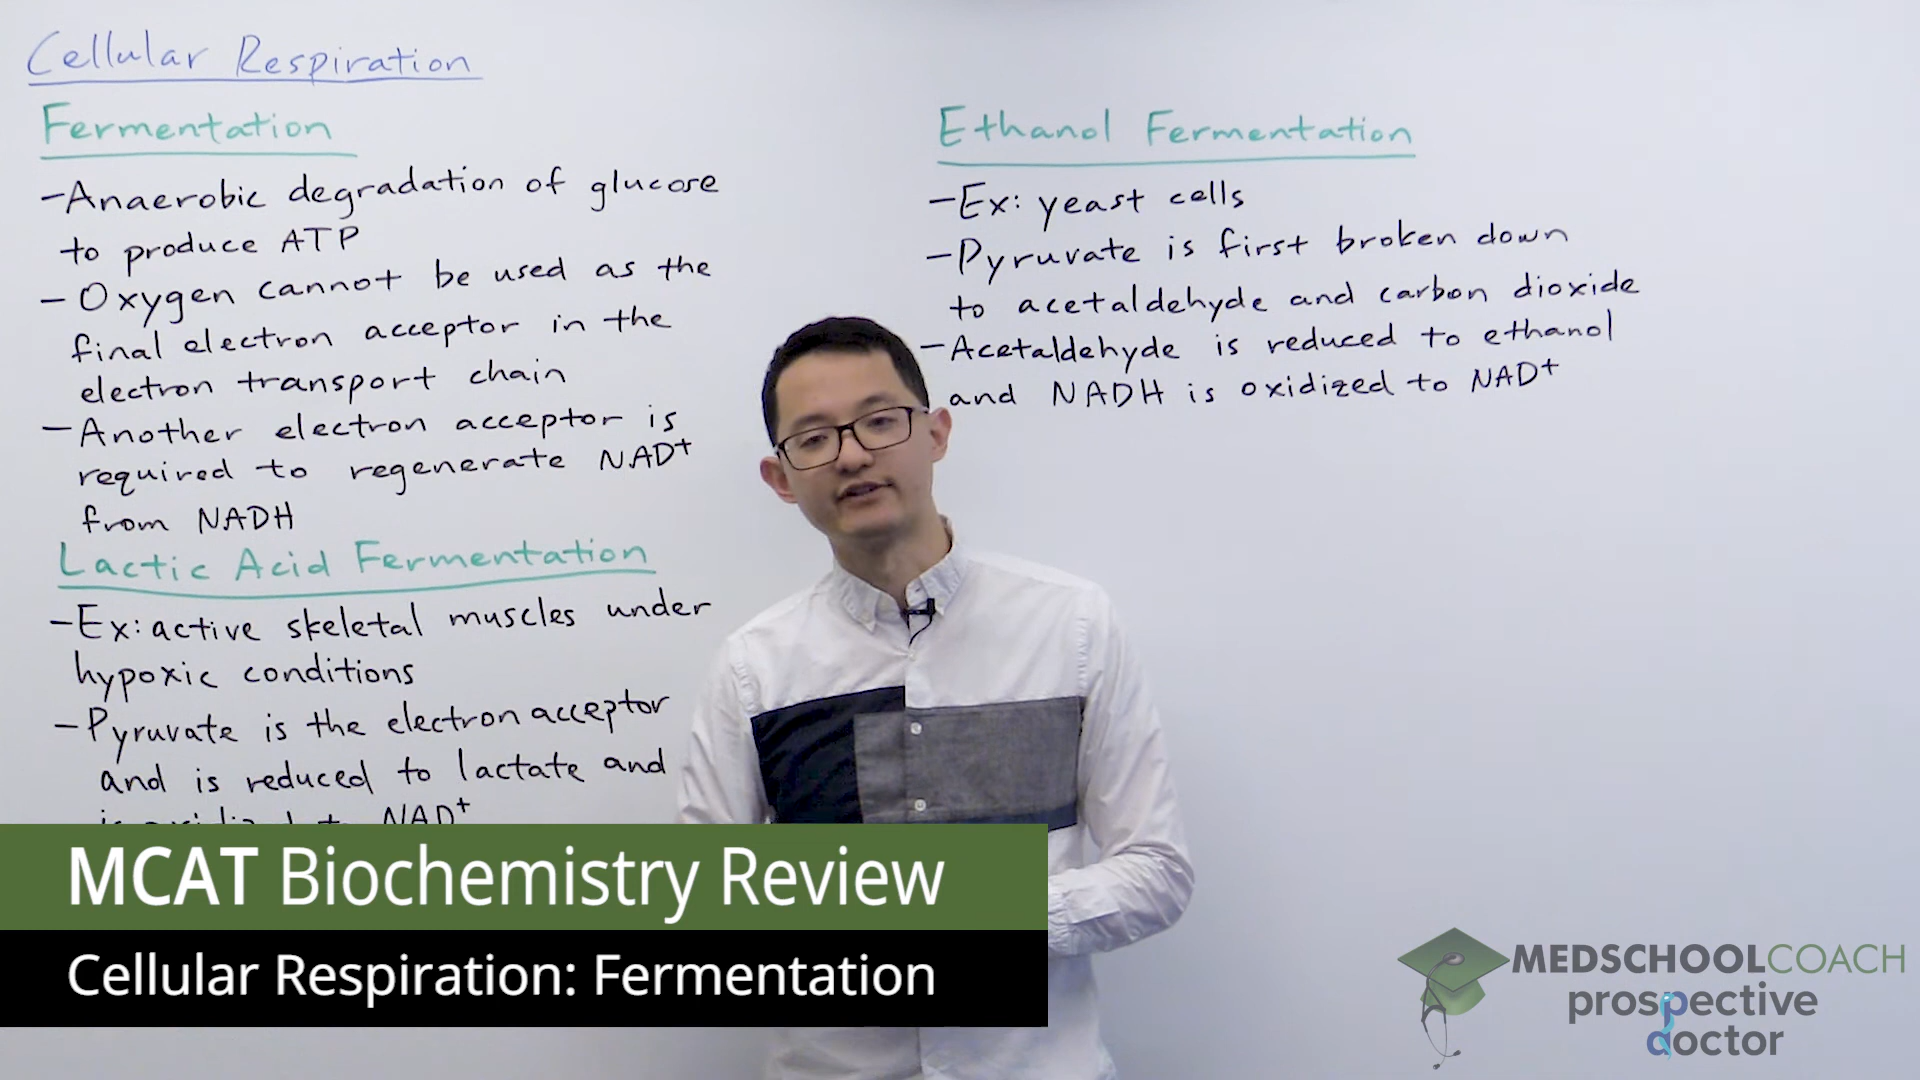 Cellular Respiration
Fermentation
-Anaerobic degradation of glucose
to produce ATP
- Oxygen cannot be used as the
final electron acceptor in the
electron transport chain
-Another electron acceptor is
required to regenerate NAD+
from NADH
Lactic Acid Fermentation
-Ex: active skeletal muscles under
hypoxic conditions
-Pyruvate is the electron acceptor
and is reduced to lactate and
is oxidized to NAD+
Ethanol Fermentation
-Ex: yeast cells
-Pyruvate is first broken down
to acetaldehyde and carbon dioxide
-Acetaldehyde is reduced to ethanol
and NADH is oxidized to NAD+
MCAT Biochemistry Review
Cellular Respiration: Fermentation
MEDSCHOOLCOACH
prospective
doctor